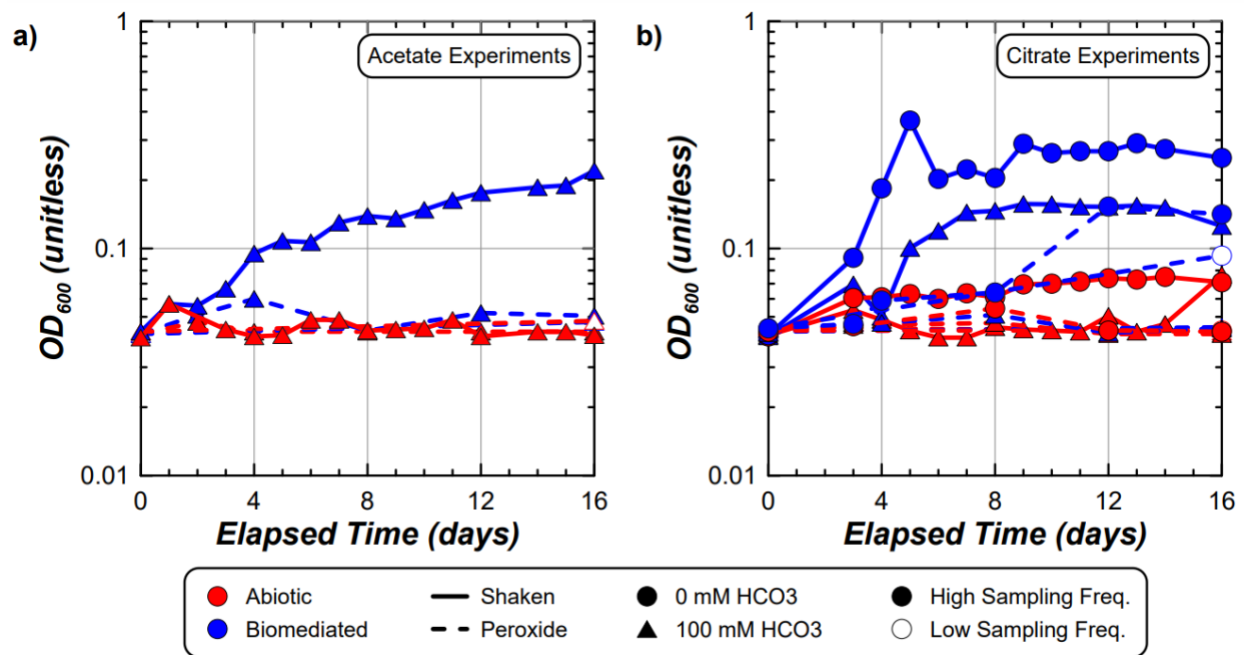 a)
Acetate Experiments
1
0.1
0.01
OD600 (unitless)
0 4 8 12 16
Elapsed Time (days)
b)
Citrate Experiments
1
0.1
0.01
OD600 (unitless)
0 4 8 12 16
Elapsed Time (days)
Abiotic Shaken 0 mM HCO3 High Sampling Freq.
Biomediated Peroxide 100 mM HCO3 Low Sampling Freq.